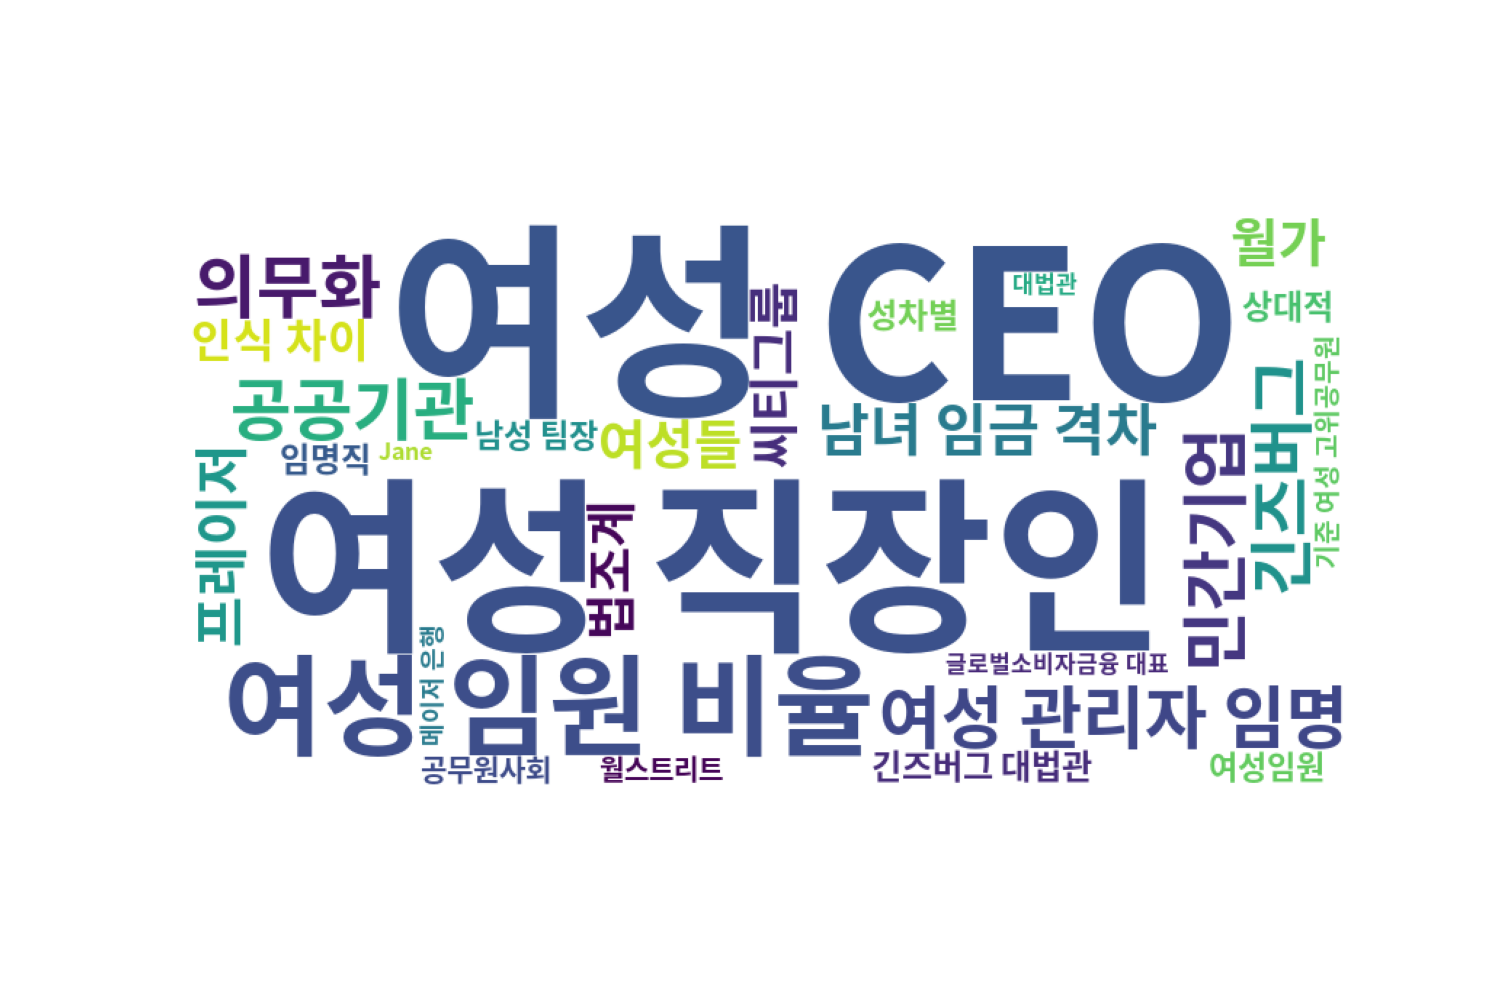 여성 CEO
월가
의무화
대법관
상대적
성차별
인식 차이
씨티그룹
공공기관
남성 팀장
여성들
남녀 임금 격차
임명직
Jane
기준 여성 고위공무원
긴즈버그
민간기업
프레이저
여성 직장인
법조계
메이저 은행
여성 임원 비율
글로벌소비자금융 대표
여성 관리자 임명
공무원사회
월스트리트
긴즈버그 대법관
여성임원